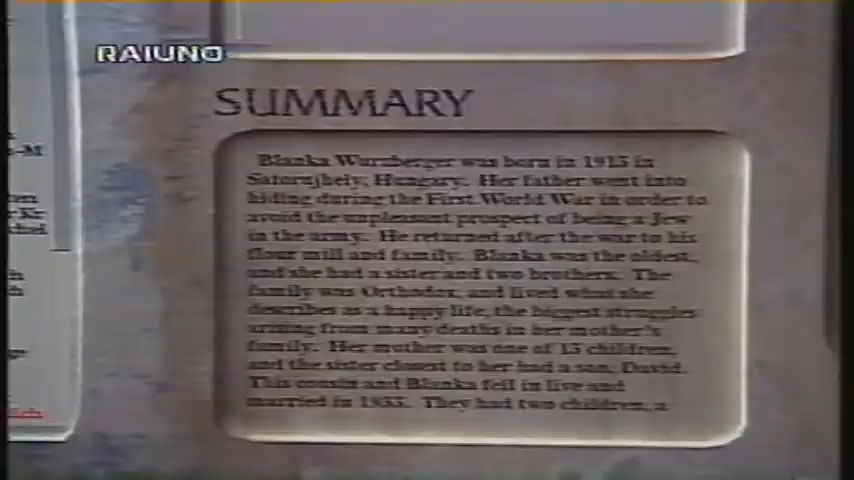 RAIUNO
SUMMARY
Blanka Wurzberger was born in 1915 in
Satorujhely, Hungary. Her father went into
hiding during the First World War in order to
avoid the unpleasant prospect of being a Jew
in the army. He returned after the war to his
flour mill and family. Blanka was the oldest,
and she had a sister and two brothers. The
family was Orthodox, and lived what she
describes as a happy life, the biggest struggles
arising from many deaths in her mother's
family. Her mother was one of 13 children,
and the sister closest to her had a son, David.
This cousin and Blanka fell in live and
married in 1933. They had two children, a
-M
Kr